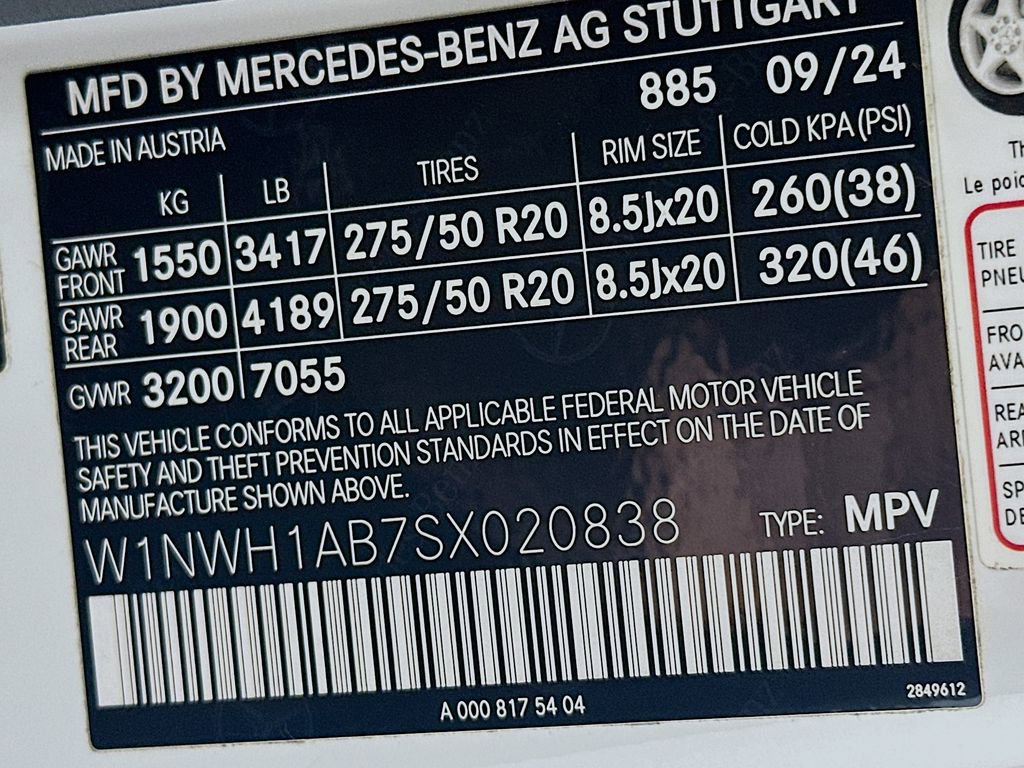 MFD BY MERCEDES-BENZ AG STUTTGART
885 09/24
MADE IN AUSTRIA
KG LB TIRES RIM SIZE COLD KPA (PSI)
GAWR FRONT 1550 3417 275/50 R20 8.5Jx20 260(38)
GAWR REAR 1900 4189 275/50 R20 8.5Jx20 320(46)
GVWR 3200 7055
THIS VEHICLE CONFORMS TO ALL APPLICABLE FEDERAL MOTOR VEHICLE
SAFETY AND THEFT PREVENTION STANDARDS IN EFFECT ON THE DATE OF
MANUFACTURE SHOWN ABOVE.
W1NWH1AB7SX020838 TYPE: MPV
A 000 817 54 04
2849612
Le
TIRE